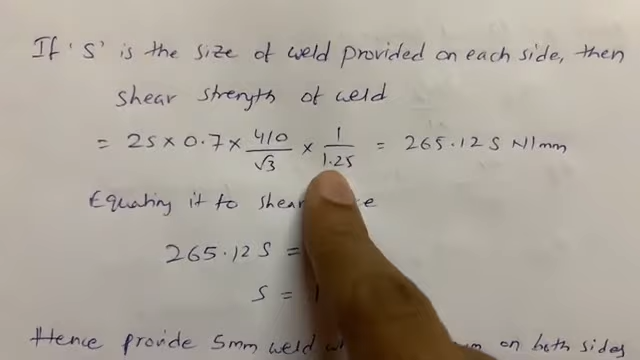 If 'S' is the size of weld provided on each side, then
shear strength of weld
= 2S × 0.7 × 410/√3 × 1/1.25 = 265.12 S N/mm
Equating it to shear
265.12 S =
S =
Hence provide 5mm weld on both sides